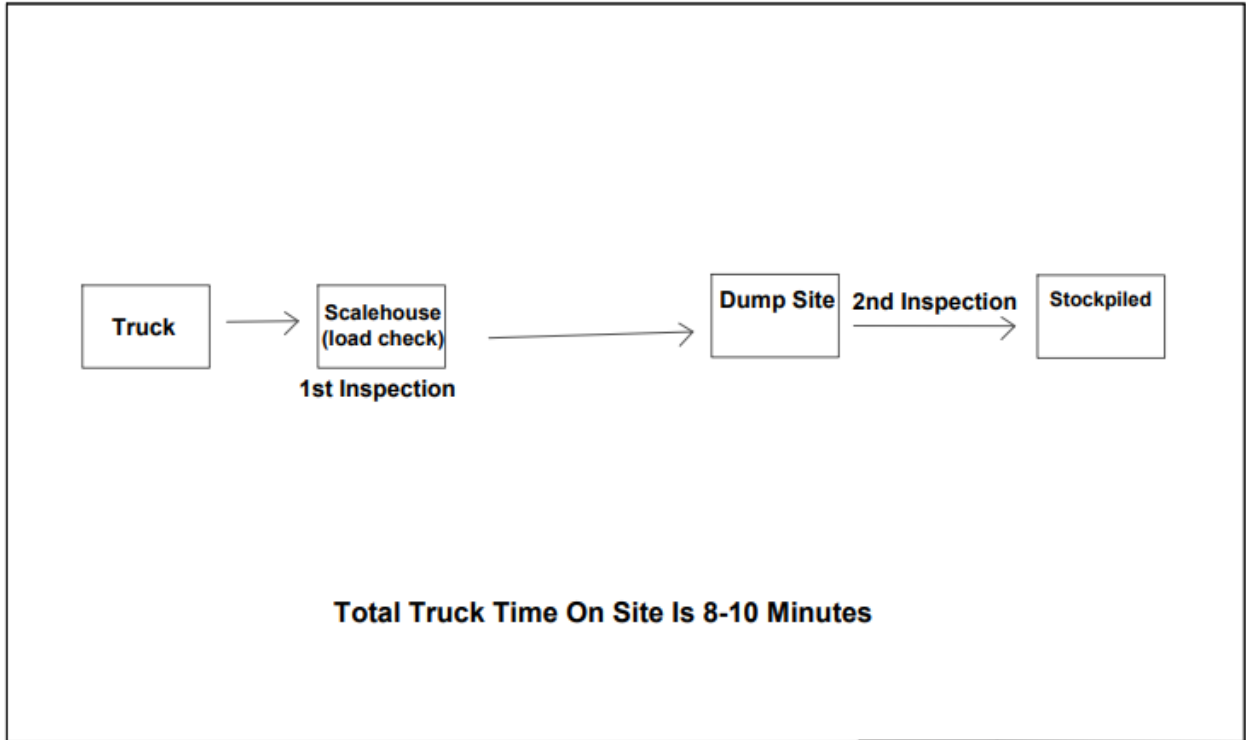 Truck
Scalehouse
(load check)
1st Inspection
Dump Site
2nd Inspection
Stockpiled
Total Truck Time On Site Is 8-10 Minutes